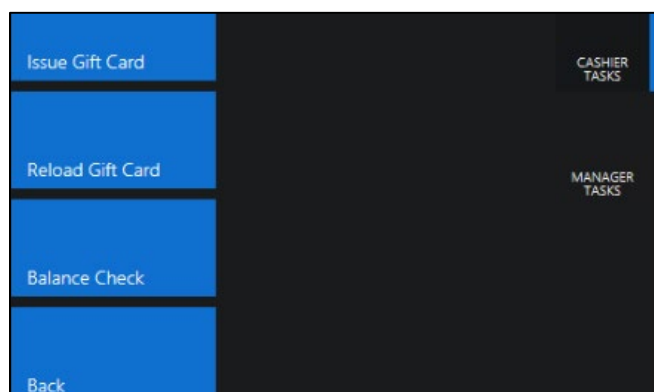 Issue Gift Card
CASHIER
TASKS
Reload Gift Card
MANAGER
TASKS
Balance Check
Back